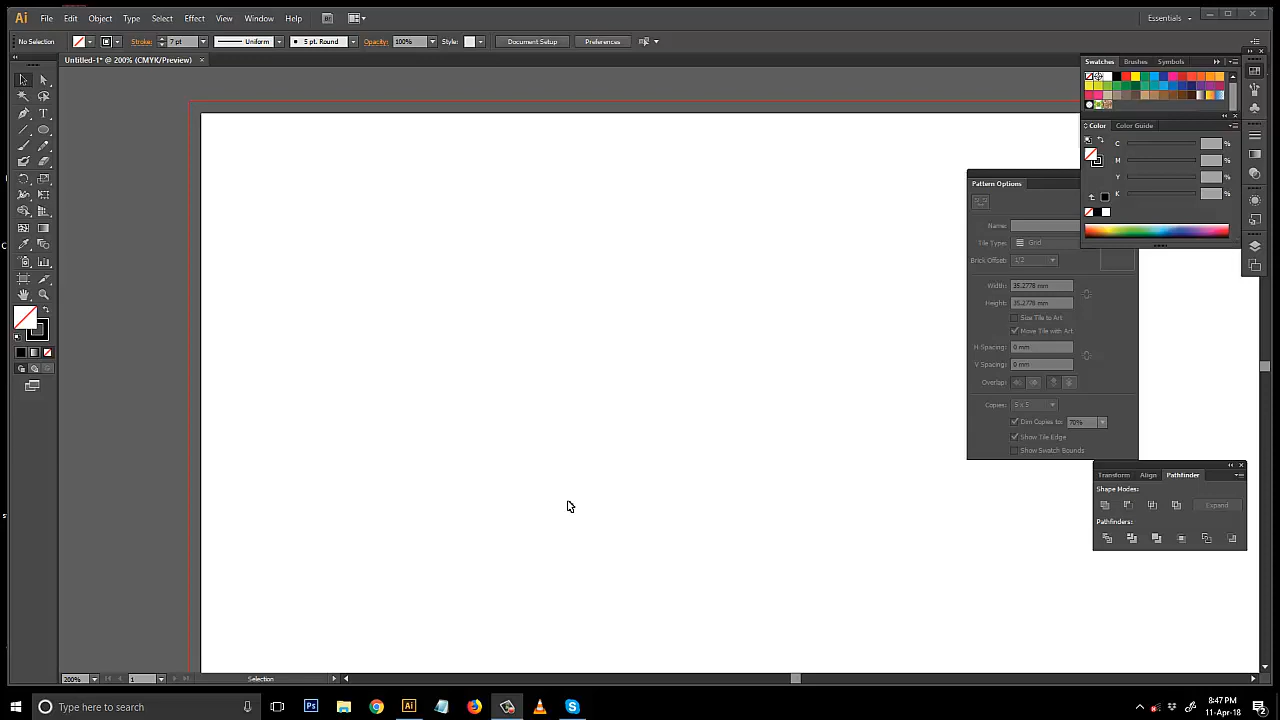 Ai File Edit Object Type Select Effect View Window Help Br Essentials
No Selection Stroke: 7 pt Uniform 5 pt. Round Opacity: 100% Style: Document Setup Preferences
Untitled-1* @ 200% (CMYK/Preview) ×
Swatches Brushes Symbols
Color Color Guide
C %
M %
Y %
K %
Pattern Options
Name:
Tile Type: Grid
Brick Offset: 1/2
Width: 35.2778 mm
Height: 35.2778 mm
Size Tile to Art
Move Tile with Art
H-Spacing: 0 mm
V Spacing: 0 mm
Overlap:
Copies: 5 x 5
Dim Copies to: 70%
Show Tile Edge
Show Swatch Bounds
Transform Align Pathfinder
Shape Modes:
Expand
Pathfinders:
200% 1 Selection
Type here to search Ps Ai 8:47 PM
11-Apr-18 2